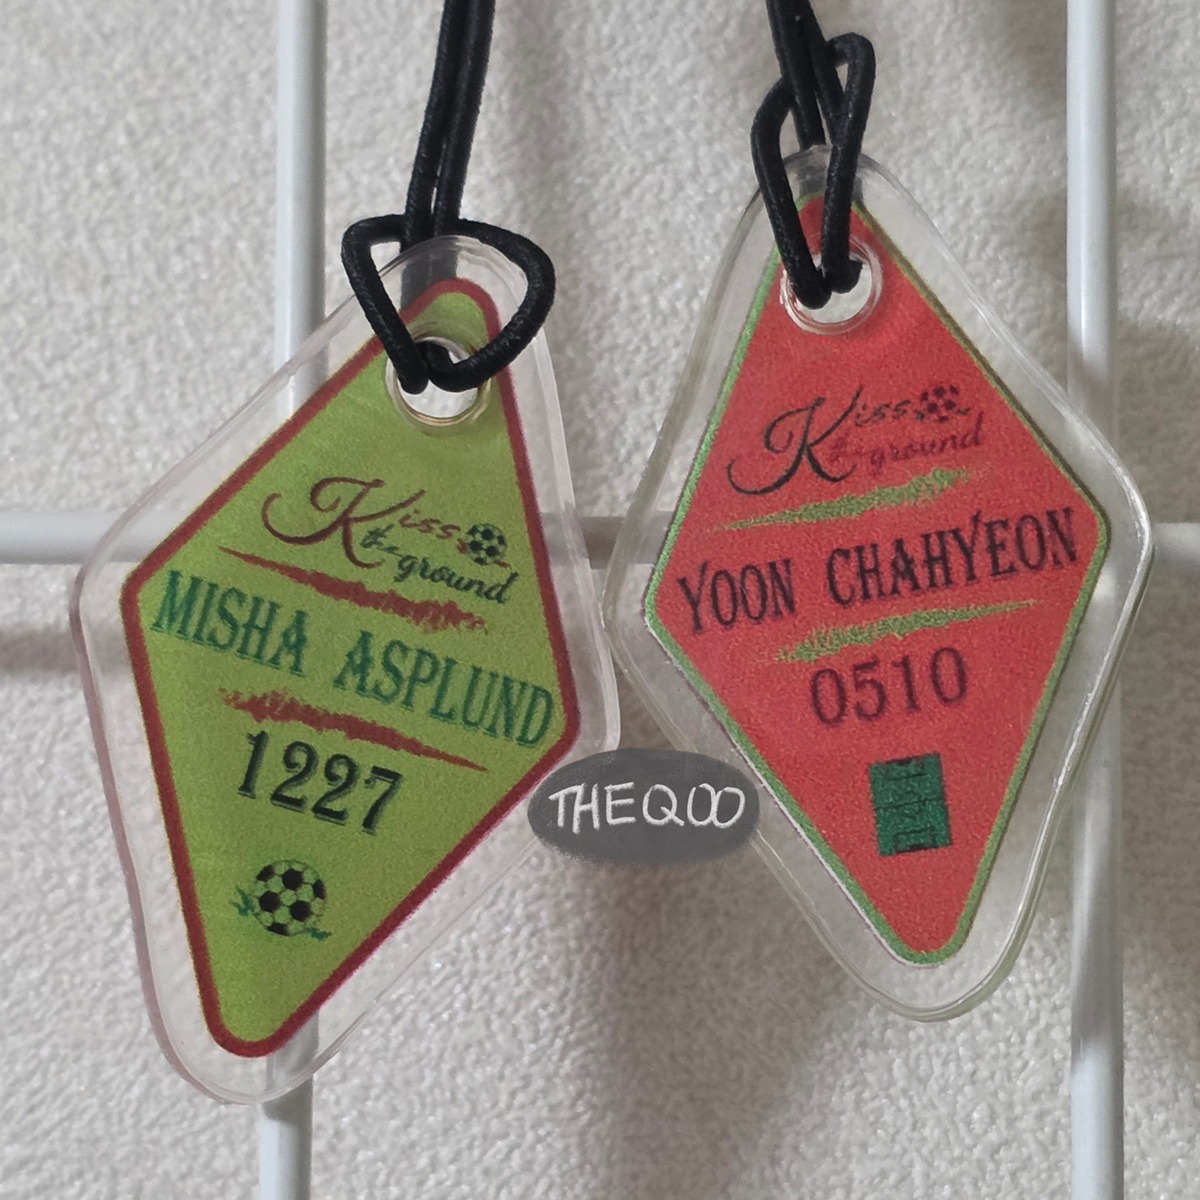 Kiss
the ground
MISHA ASPLUND
1227
Kiss
the ground
YOON CHAHYEON
0510
THEQOO